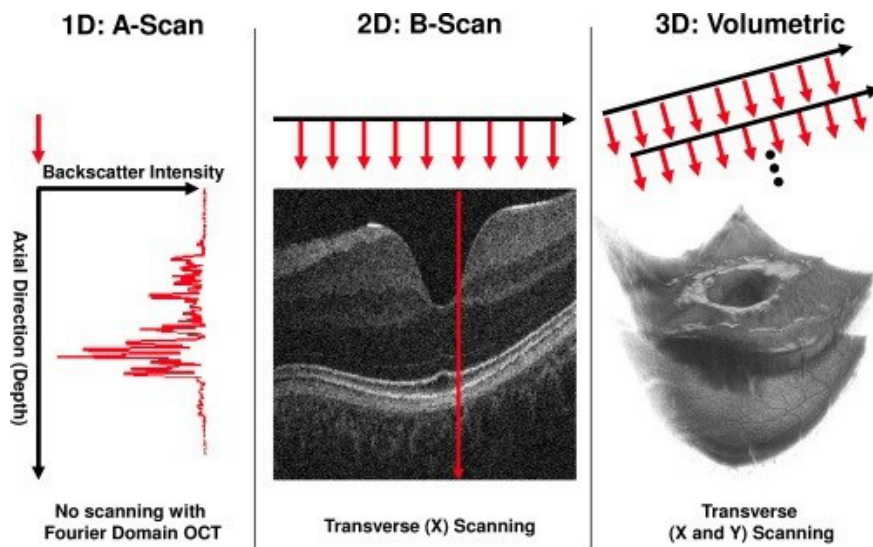 1D: A-Scan
2D: B-Scan
3D: Volumetric
Backscatter Intensity
Axial Direction (Depth)
No scanning with
Fourier Domain OCT
Transverse (X) Scanning
Transverse
(X and Y) Scanning